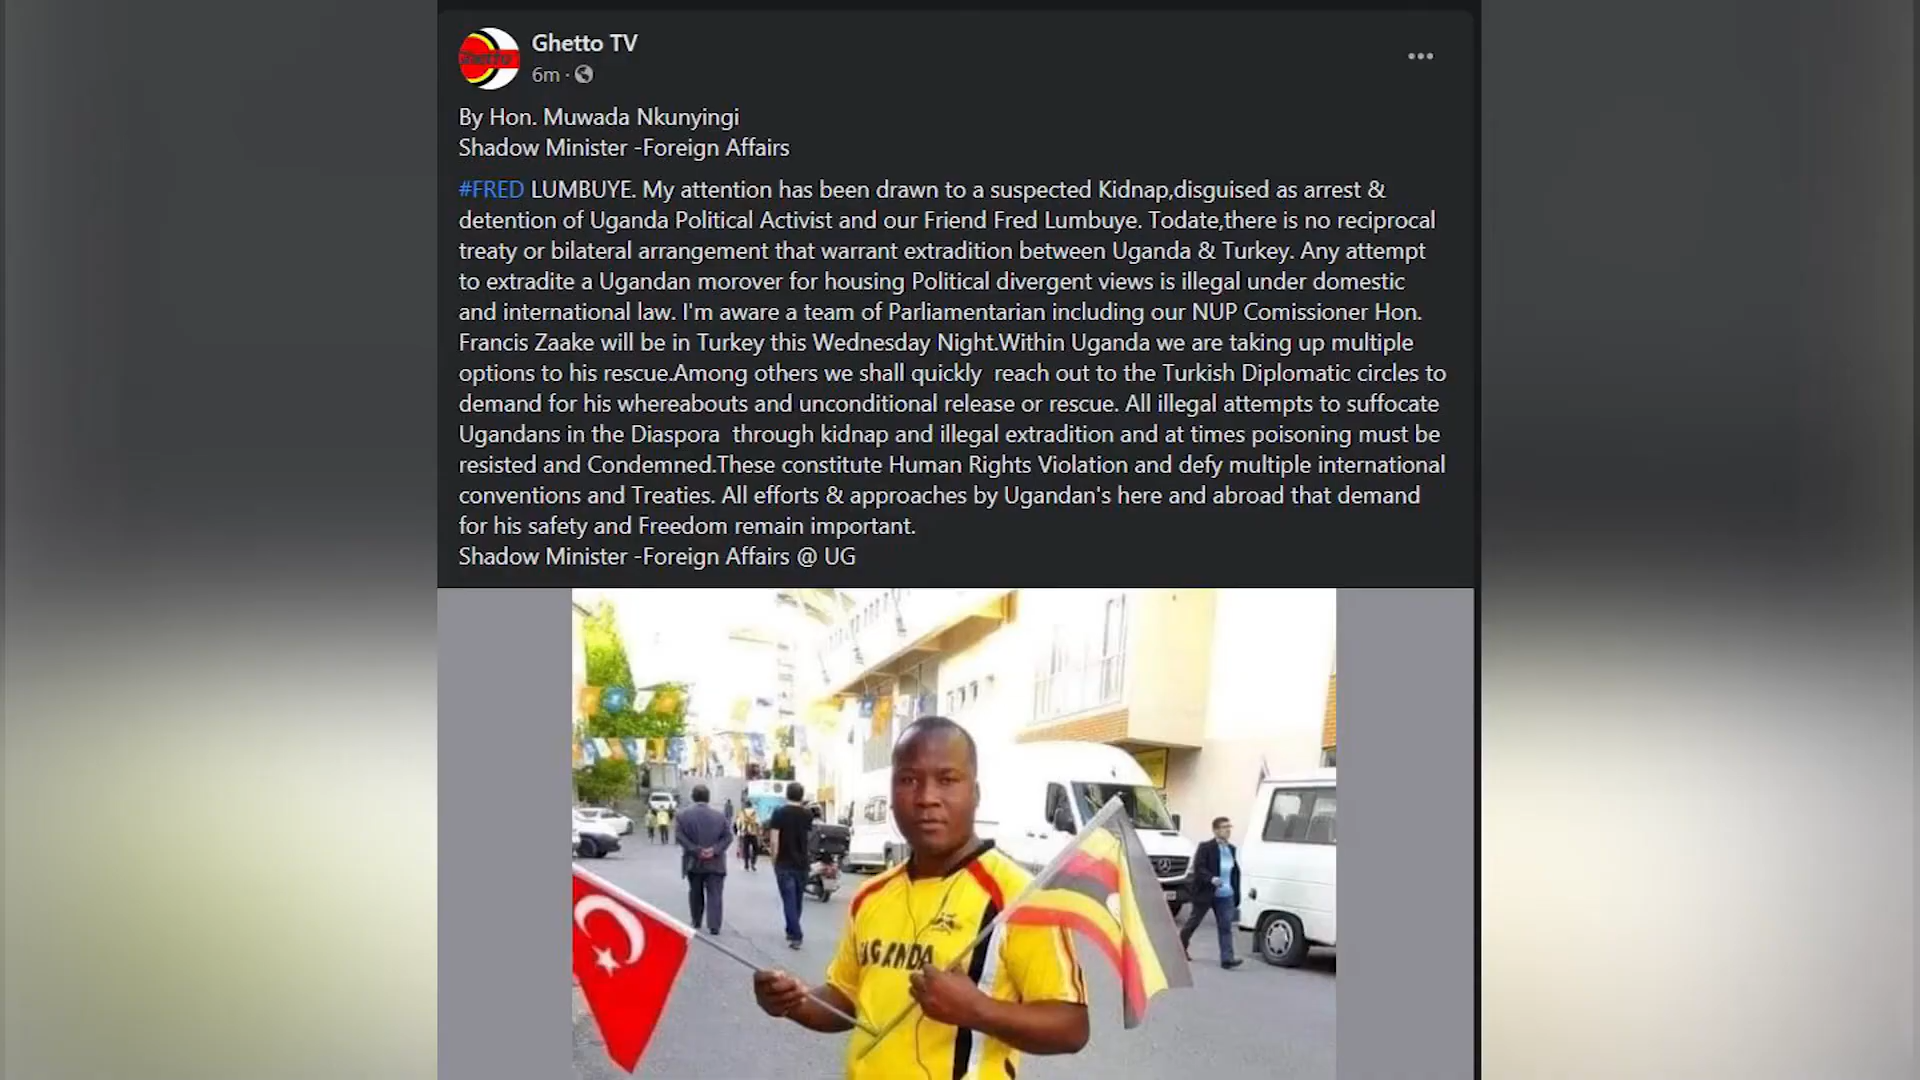 Ghetto TV
6m ·
By Hon. Muwada Nkunyingi
Shadow Minister -Foreign Affairs
#FRED LUMBUYE. My attention has been drawn to a suspected Kidnap,disguised as arrest &
detention of Uganda Political Activist and our Friend Fred Lumbuye. Todate,there is no reciprocal
treaty or bilateral arrangement that warrant extradition between Uganda & Turkey. Any attempt
to extradite a Ugandan morover for housing Political divergent views is illegal under domestic
and international law. I'm aware a team of Parliamentarian including our NUP Comissioner Hon.
Francis Zaake will be in Turkey this Wednesday Night.Within Uganda we are taking up multiple
options to his rescue.Among others we shall quickly  reach out to the Turkish Diplomatic circles to
demand for his whereabouts and unconditional release or rescue. All illegal attempts to suffocate
Ugandans in the Diaspora  through kidnap and illegal extradition and at times poisoning must be
resisted and Condemned.These constitute Human Rights Violation and defy multiple international
conventions and Treaties. All efforts & approaches by Ugandan's here and abroad that demand
for his safety and Freedom remain important.
Shadow Minister -Foreign Affairs @ UG
UGANDA